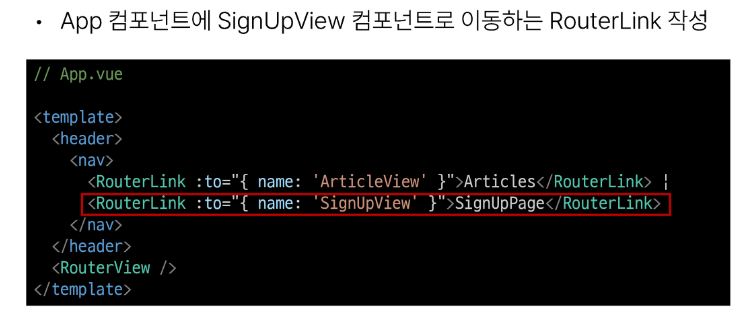 • App 컴포넌트에 SignUpView 컴포넌트로 이동하는 RouterLink 작성
// App.vue
<template>
<header>
<nav>
<RouterLink :to="{ name: 'ArticleView' }">Articles</RouterLink> |
<RouterLink :to="{ name: 'SignUpView' }">SignUpPage</RouterLink>
</nav>
</header>
<RouterView />
</template>